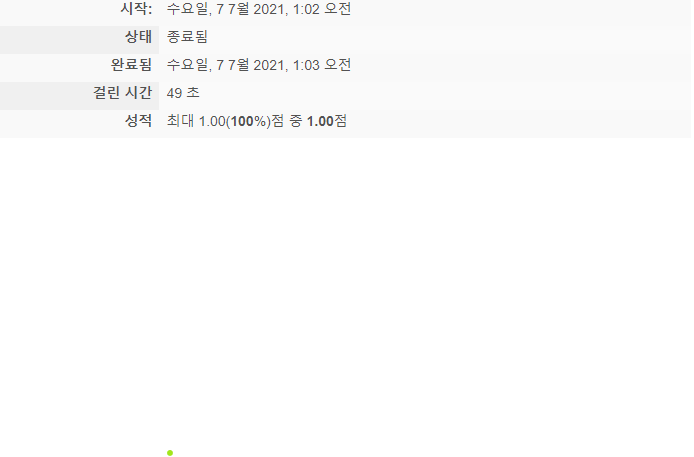 시작: 수요일, 7 7월 2021, 1:02 오전
상태 종료됨
완료됨 수요일, 7 7월 2021, 1:03 오전
걸린 시간 49 초
성적 최대 1.00(100%)점 중 1.00점